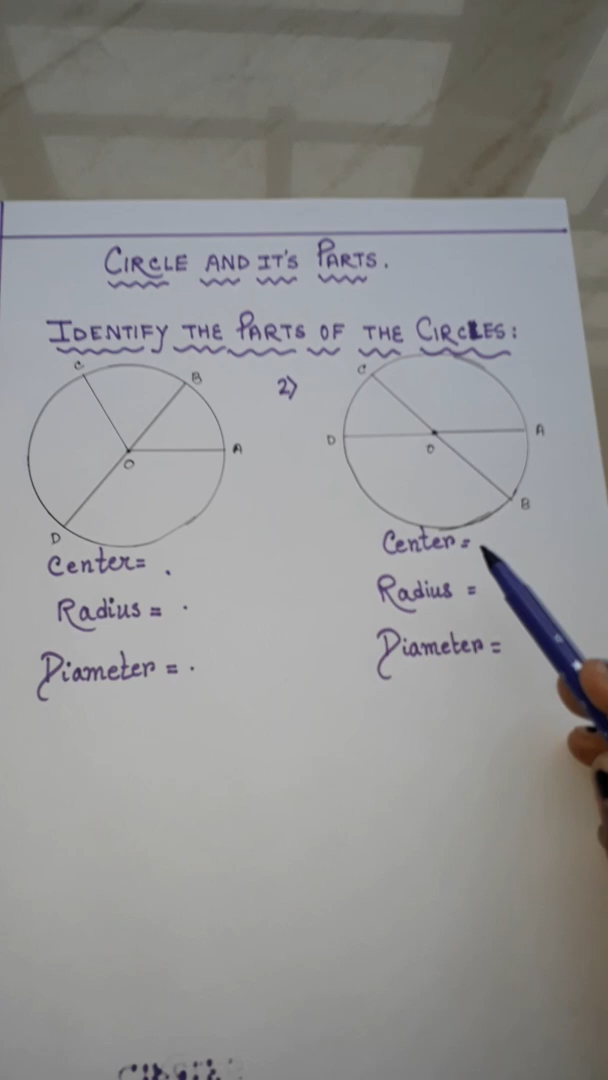 CIRCLE AND IT'S PARTS.
IDENTIFY THE PARTS OF THE CIRCLES:
C
B
A
O
D
Center= .
Radius = .
Diameter = .
2)
C
D
A
O
B
Center=
Radius =
Diameter =